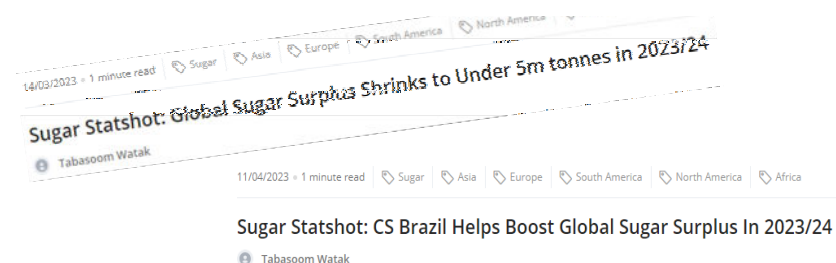 14/03/2023 • 1 minute read Sugar Asia Europe South America North America
Sugar Statshot: Global Sugar Surplus Shrinks to Under 5m tonnes in 2023/24
Tabasoom Watak
11/04/2023 • 1 minute read Sugar Asia Europe South America North America Africa
Sugar Statshot: CS Brazil Helps Boost Global Sugar Surplus In 2023/24
Tabasoom Watak